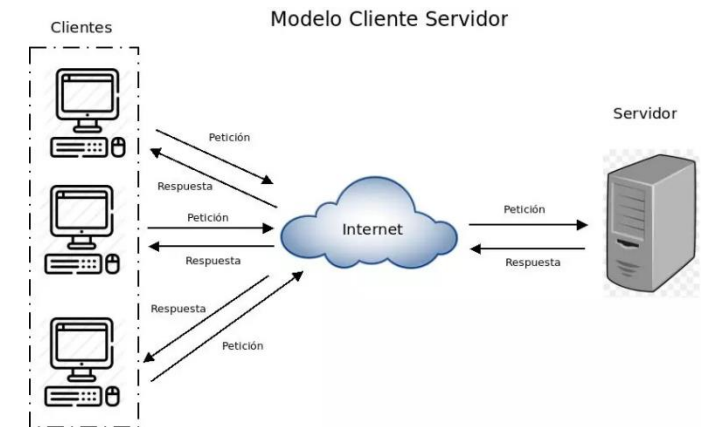 Modelo Cliente Servidor
Clientes
Servidor
Petición
Respuesta
Petición
Respuesta
Respuesta
Petición
Internet
Petición
Respuesta